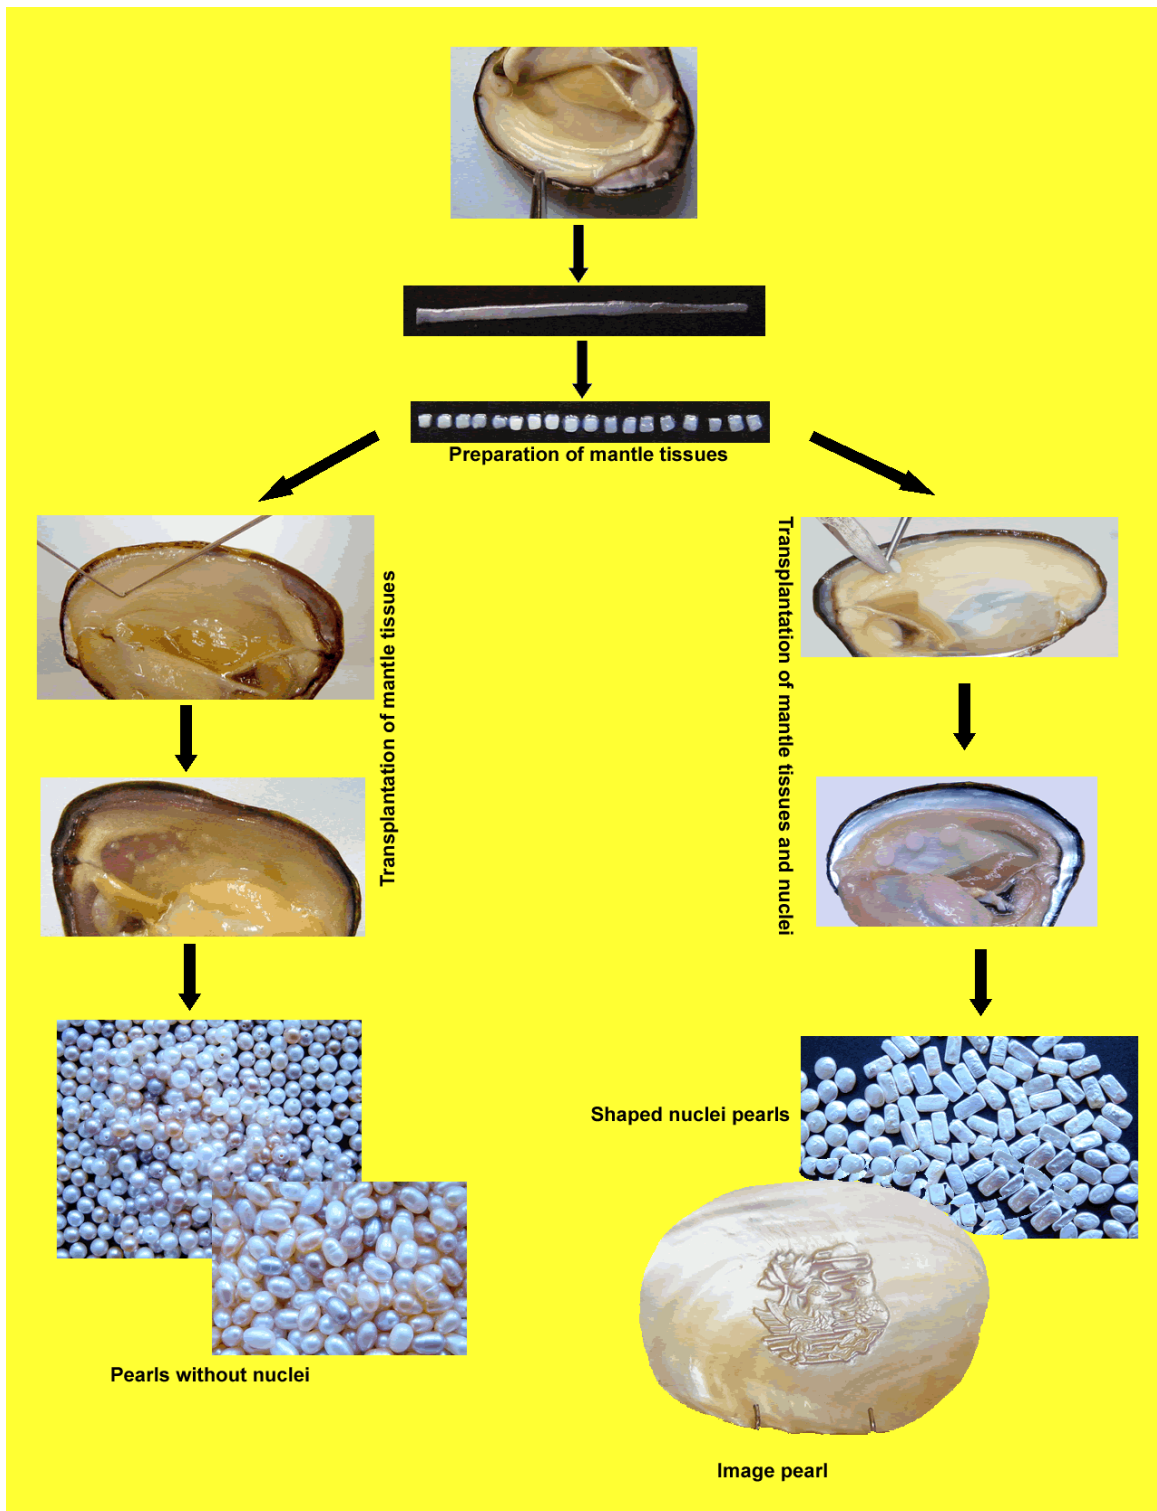 Preparation of mantle tissues
Transplantation of mantle tissues
Transplantation of mantle tissues and nuclei
Shaped nuclei pearls
Pearls without nuclei
Image pearl